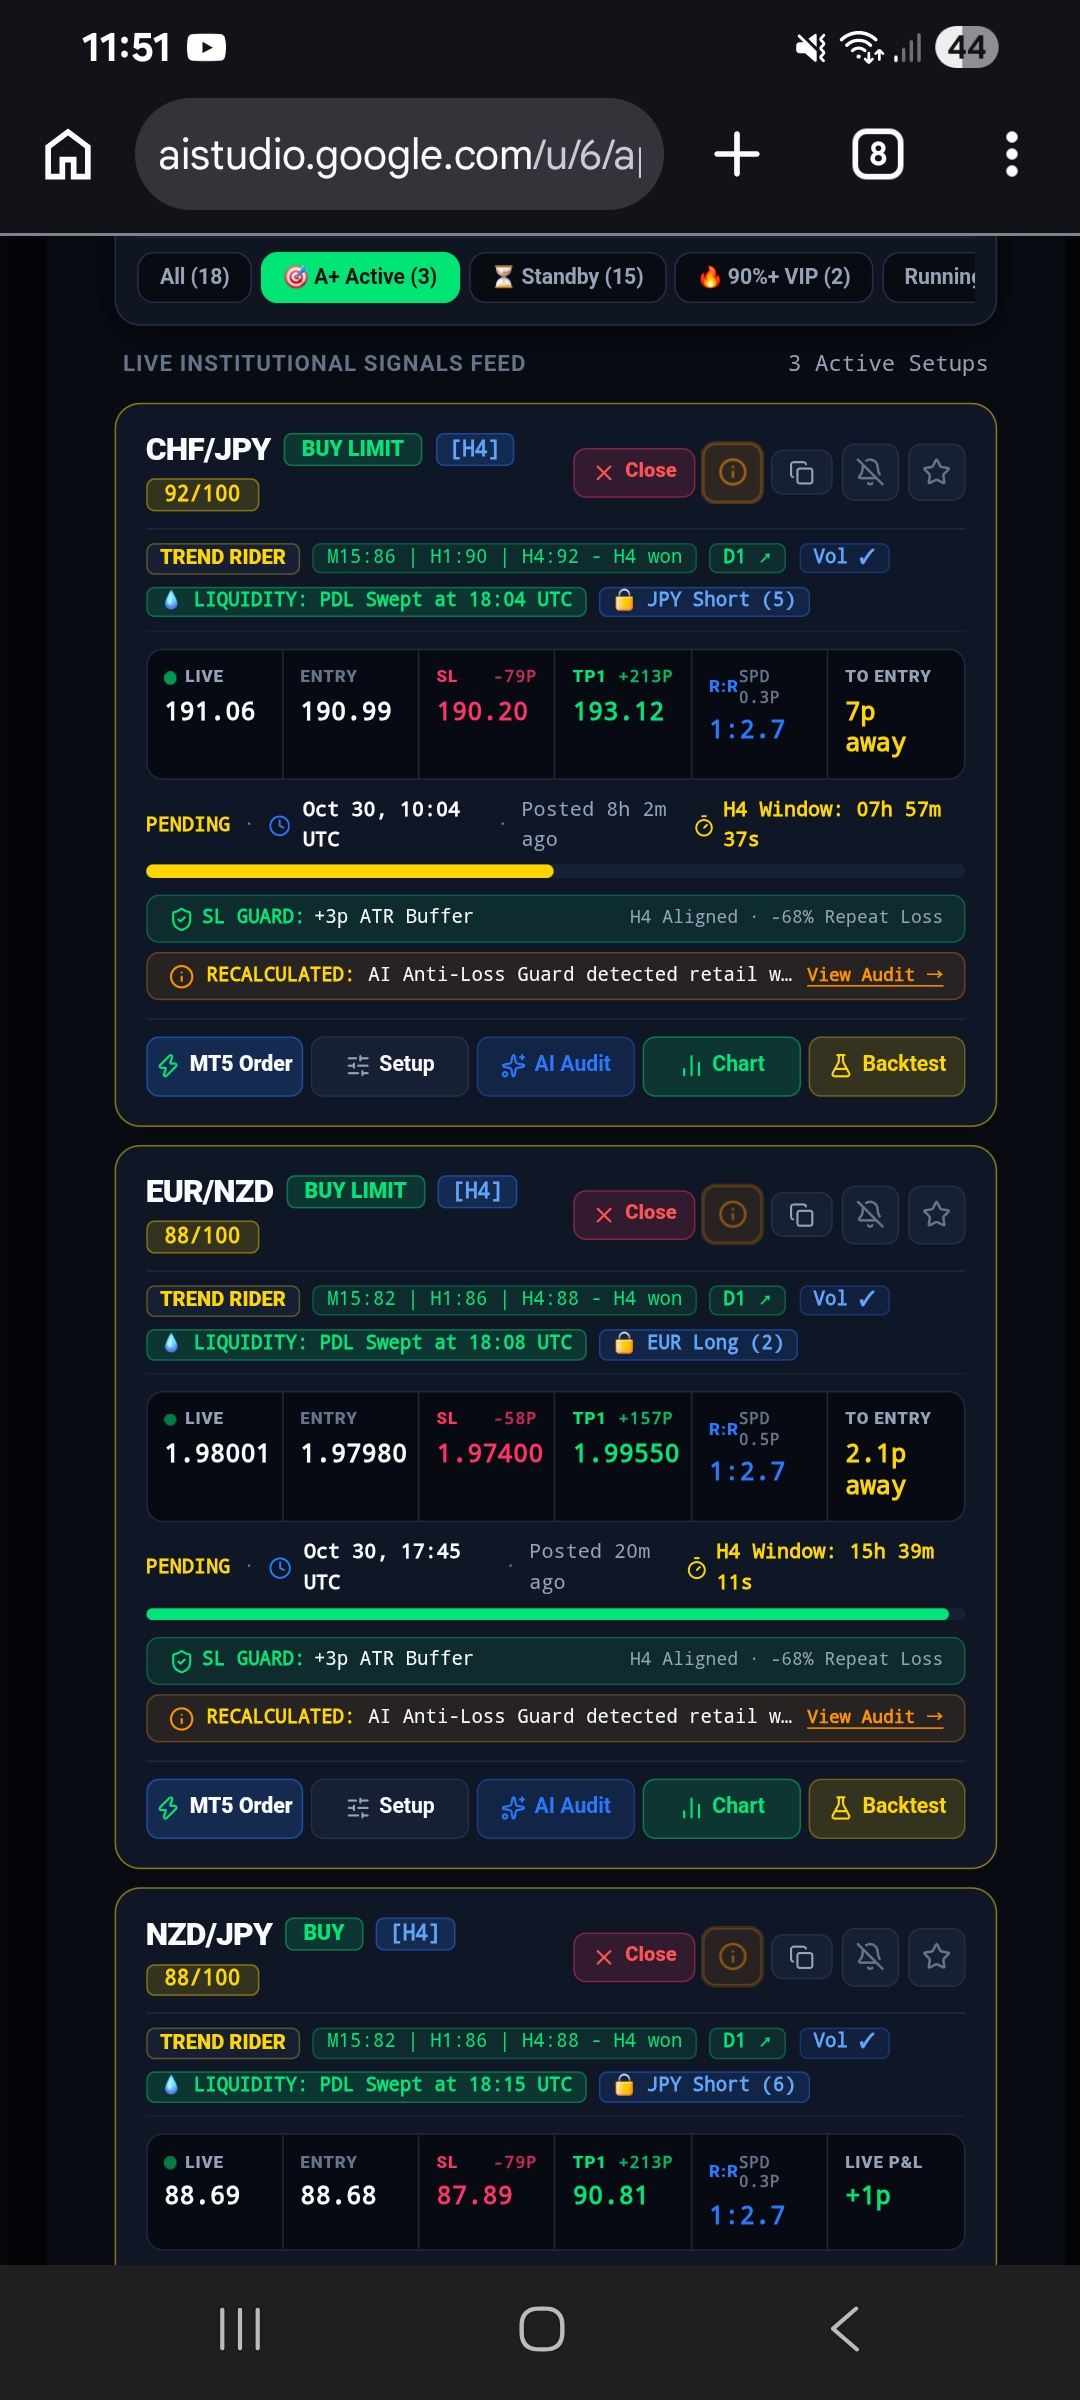 11:51
44
aistudio.google.com/u/6/a
8
All (18)
🎯 A+ Active (3)
⏳ Standby (15)
🔥 90%+ VIP (2)
Running
LIVE INSTITUTIONAL SIGNALS FEED
3 Active Setups
CHF/JPY BUY LIMIT [H4]
92/100
Close
TREND RIDER M15:86 | H1:90 | H4:92 - H4 won D1 ↗ Vol ✓
💧 LIQUIDITY: PDL Swept at 18:04 UTC 🔒 JPY Short (5)
LIVE
191.06
ENTRY
190.99
SL -79P
190.20
TP1 +213P
193.12
R:R SPD 0.3P
1:2.7
TO ENTRY
7p
away
PENDING · Oct 30, 10:04 UTC · Posted 8h 2m ago H4 Window: 07h 57m 37s
SL GUARD: +3p ATR Buffer H4 Aligned · -68% Repeat Loss
RECALCULATED: AI Anti-Loss Guard detected retail w… View Audit →
MT5 Order Setup AI Audit Chart Backtest
EUR/NZD BUY LIMIT [H4]
88/100
Close
TREND RIDER M15:82 | H1:86 | H4:88 - H4 won D1 ↗ Vol ✓
💧 LIQUIDITY: PDL Swept at 18:08 UTC 🔒 EUR Long (2)
LIVE
1.98001
ENTRY
1.97980
SL -58P
1.97400
TP1 +157P
1.99550
R:R SPD 0.5P
1:2.7
TO ENTRY
2.1p
away
PENDING · Oct 30, 17:45 UTC · Posted 20m ago H4 Window: 15h 39m 11s
SL GUARD: +3p ATR Buffer H4 Aligned · -68% Repeat Loss
RECALCULATED: AI Anti-Loss Guard detected retail w… View Audit →
MT5 Order Setup AI Audit Chart Backtest
NZD/JPY BUY [H4]
88/100
Close
TREND RIDER M15:82 | H1:86 | H4:88 - H4 won D1 ↗ Vol ✓
💧 LIQUIDITY: PDL Swept at 18:15 UTC 🔒 JPY Short (6)
LIVE
88.69
ENTRY
88.68
SL -79P
87.89
TP1 +213P
90.81
R:R SPD 0.3P
1:2.7
LIVE P&L
+1p